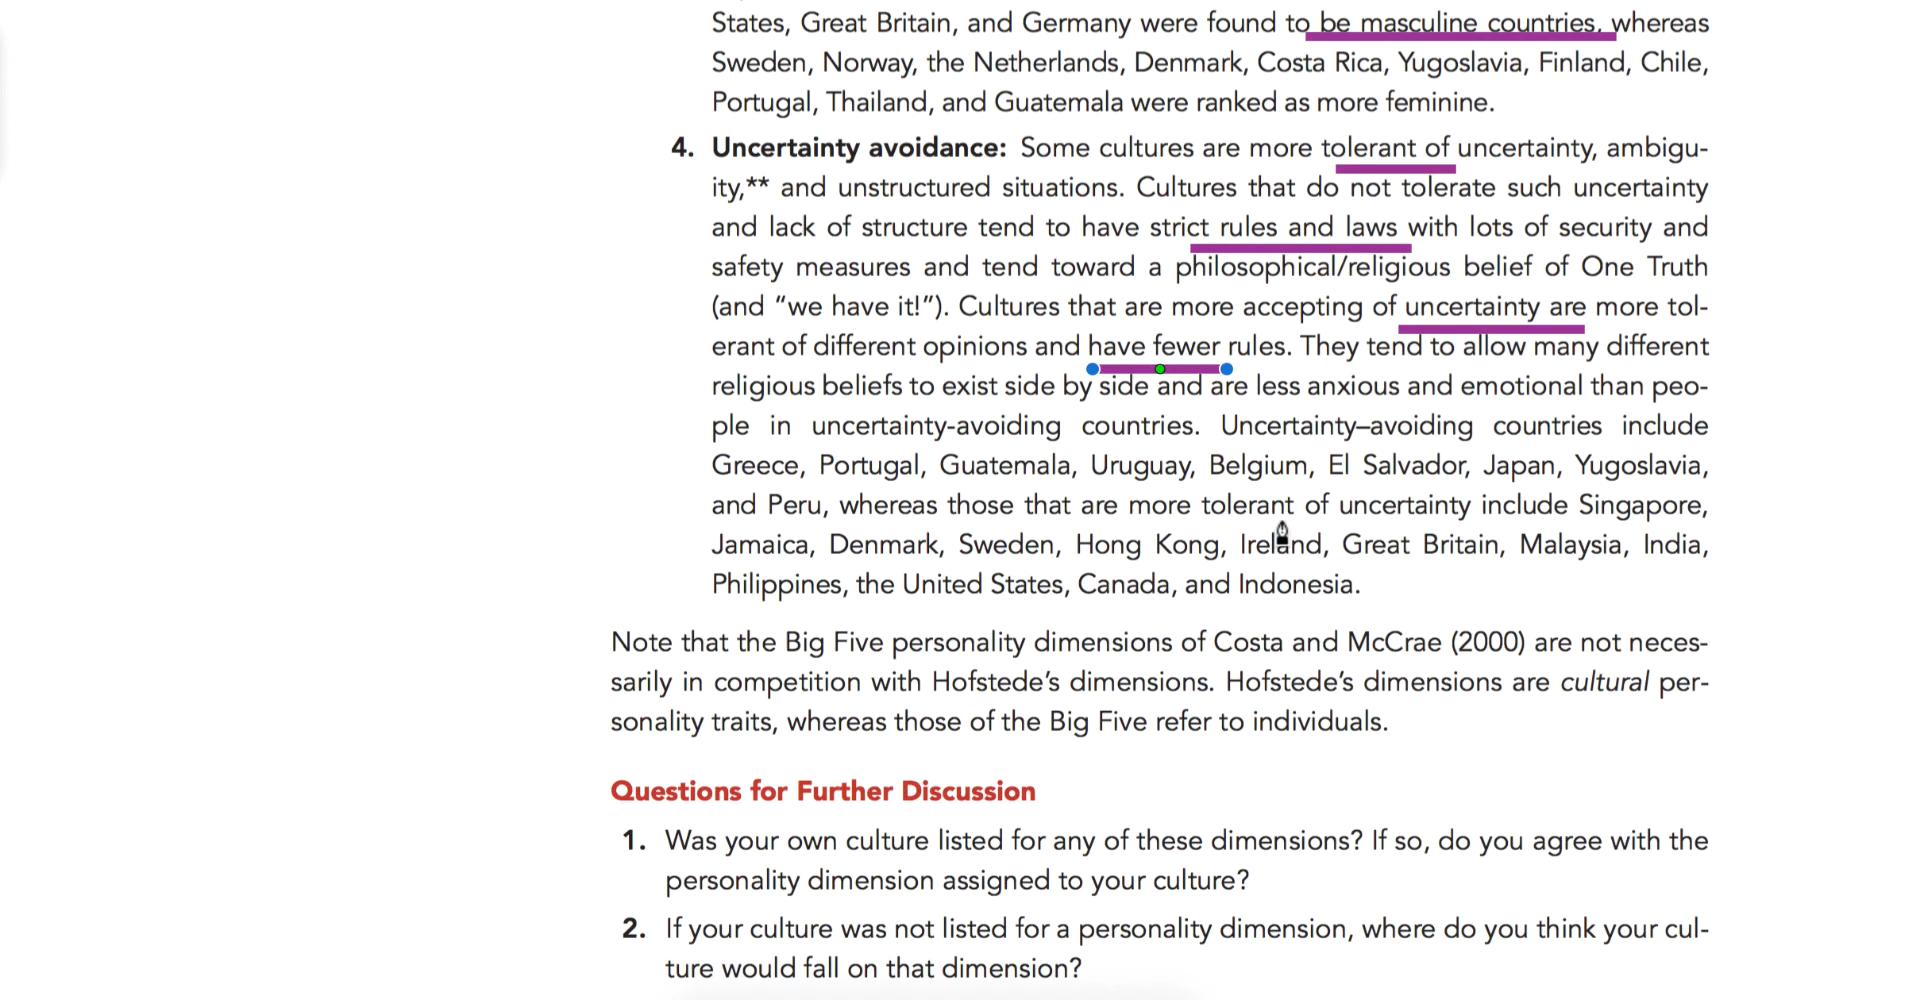 States, Great Britain, and Germany were found to be masculine countries, whereas
Sweden, Norway, the Netherlands, Denmark, Costa Rica, Yugoslavia, Finland, Chile,
Portugal, Thailand, and Guatemala were ranked as more feminine.
4. Uncertainty avoidance: Some cultures are more tolerant of uncertainty, ambigu-
ity,** and unstructured situations. Cultures that do not tolerate such uncertainty
and lack of structure tend to have strict rules and laws with lots of security and
safety measures and tend toward a philosophical/religious belief of One Truth
(and “we have it!”). Cultures that are more accepting of uncertainty are more tol-
erant of different opinions and have fewer rules. They tend to allow many different
religious beliefs to exist side by side and are less anxious and emotional than peo-
ple in uncertainty-avoiding countries. Uncertainty–avoiding countries include
Greece, Portugal, Guatemala, Uruguay, Belgium, El Salvador, Japan, Yugoslavia,
and Peru, whereas those that are more tolerant of uncertainty include Singapore,
Jamaica, Denmark, Sweden, Hong Kong, Ireland, Great Britain, Malaysia, India,
Philippines, the United States, Canada, and Indonesia.
Note that the Big Five personality dimensions of Costa and McCrae (2000) are not neces-
sarily in competition with Hofstede’s dimensions. Hofstede’s dimensions are cultural per-
sonality traits, whereas those of the Big Five refer to individuals.
Questions for Further Discussion
1. Was your own culture listed for any of these dimensions? If so, do you agree with the
personality dimension assigned to your culture?
2. If your culture was not listed for a personality dimension, where do you think your cul-
ture would fall on that dimension?